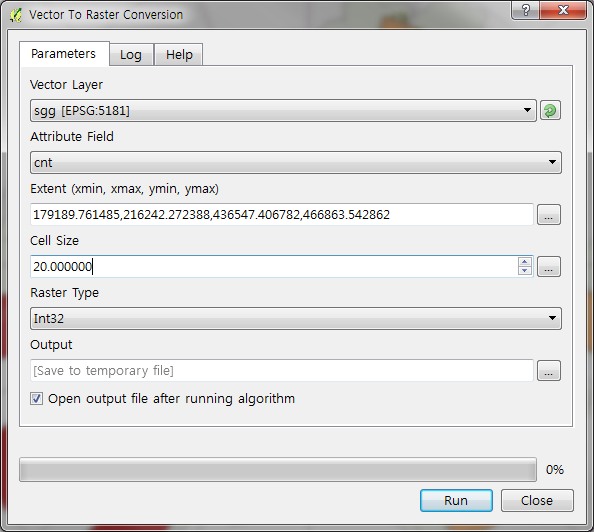 Vector To Raster Conversion
?
Parameters
Log
Help
Vector Layer
sgg [EPSG:5181]
Attribute Field
cnt
Extent (xmin, xmax, ymin, ymax)
179189.761485,216242.272388,436547.406782,466863.542862
...
Cell Size
20.000000
...
Raster Type
Int32
Output
[Save to temporary file]
...
Open output file after running algorithm
0%
Run
Close